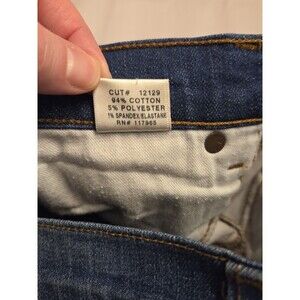 CUT# 12129
94% COTTON
5% POLYESTER
1% SPANDEX/ELASTANE
RN# 117965